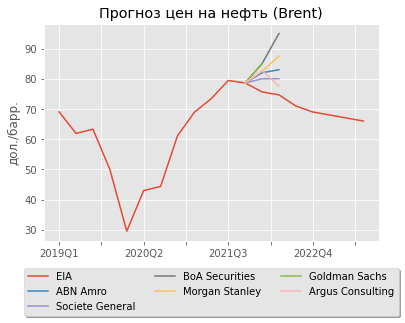 Прогноз цен на нефть (Brent)
дол./барр.
90
80
70
60
50
40
30
2019Q1 2020Q2 2021Q3 2022Q4
EIA BoA Securities Goldman Sachs
ABN Amro Morgan Stanley Argus Consulting
Societe General